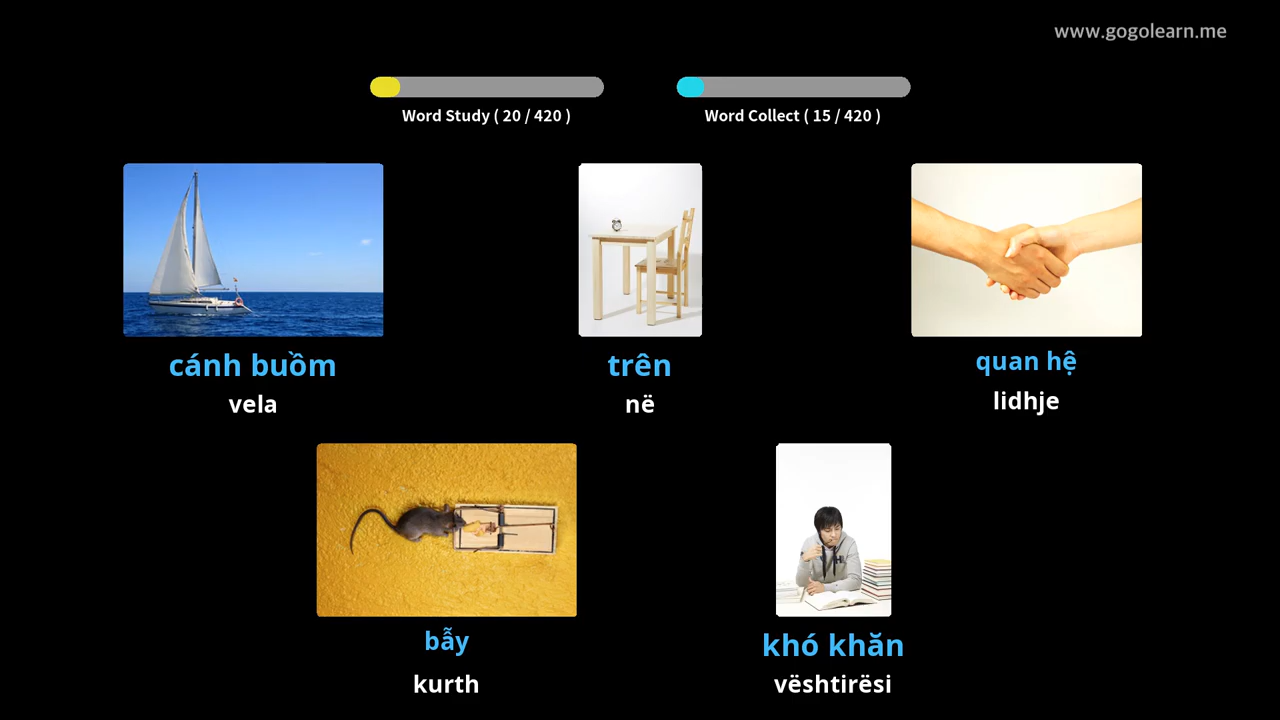 www.gogolearn.me
Word Study ( 20 / 420 )
Word Collect ( 15 / 420 )
cánh buồm
vela
trên
në
quan hệ
lidhje
bẫy
kurth
khó khăn
vështirësi